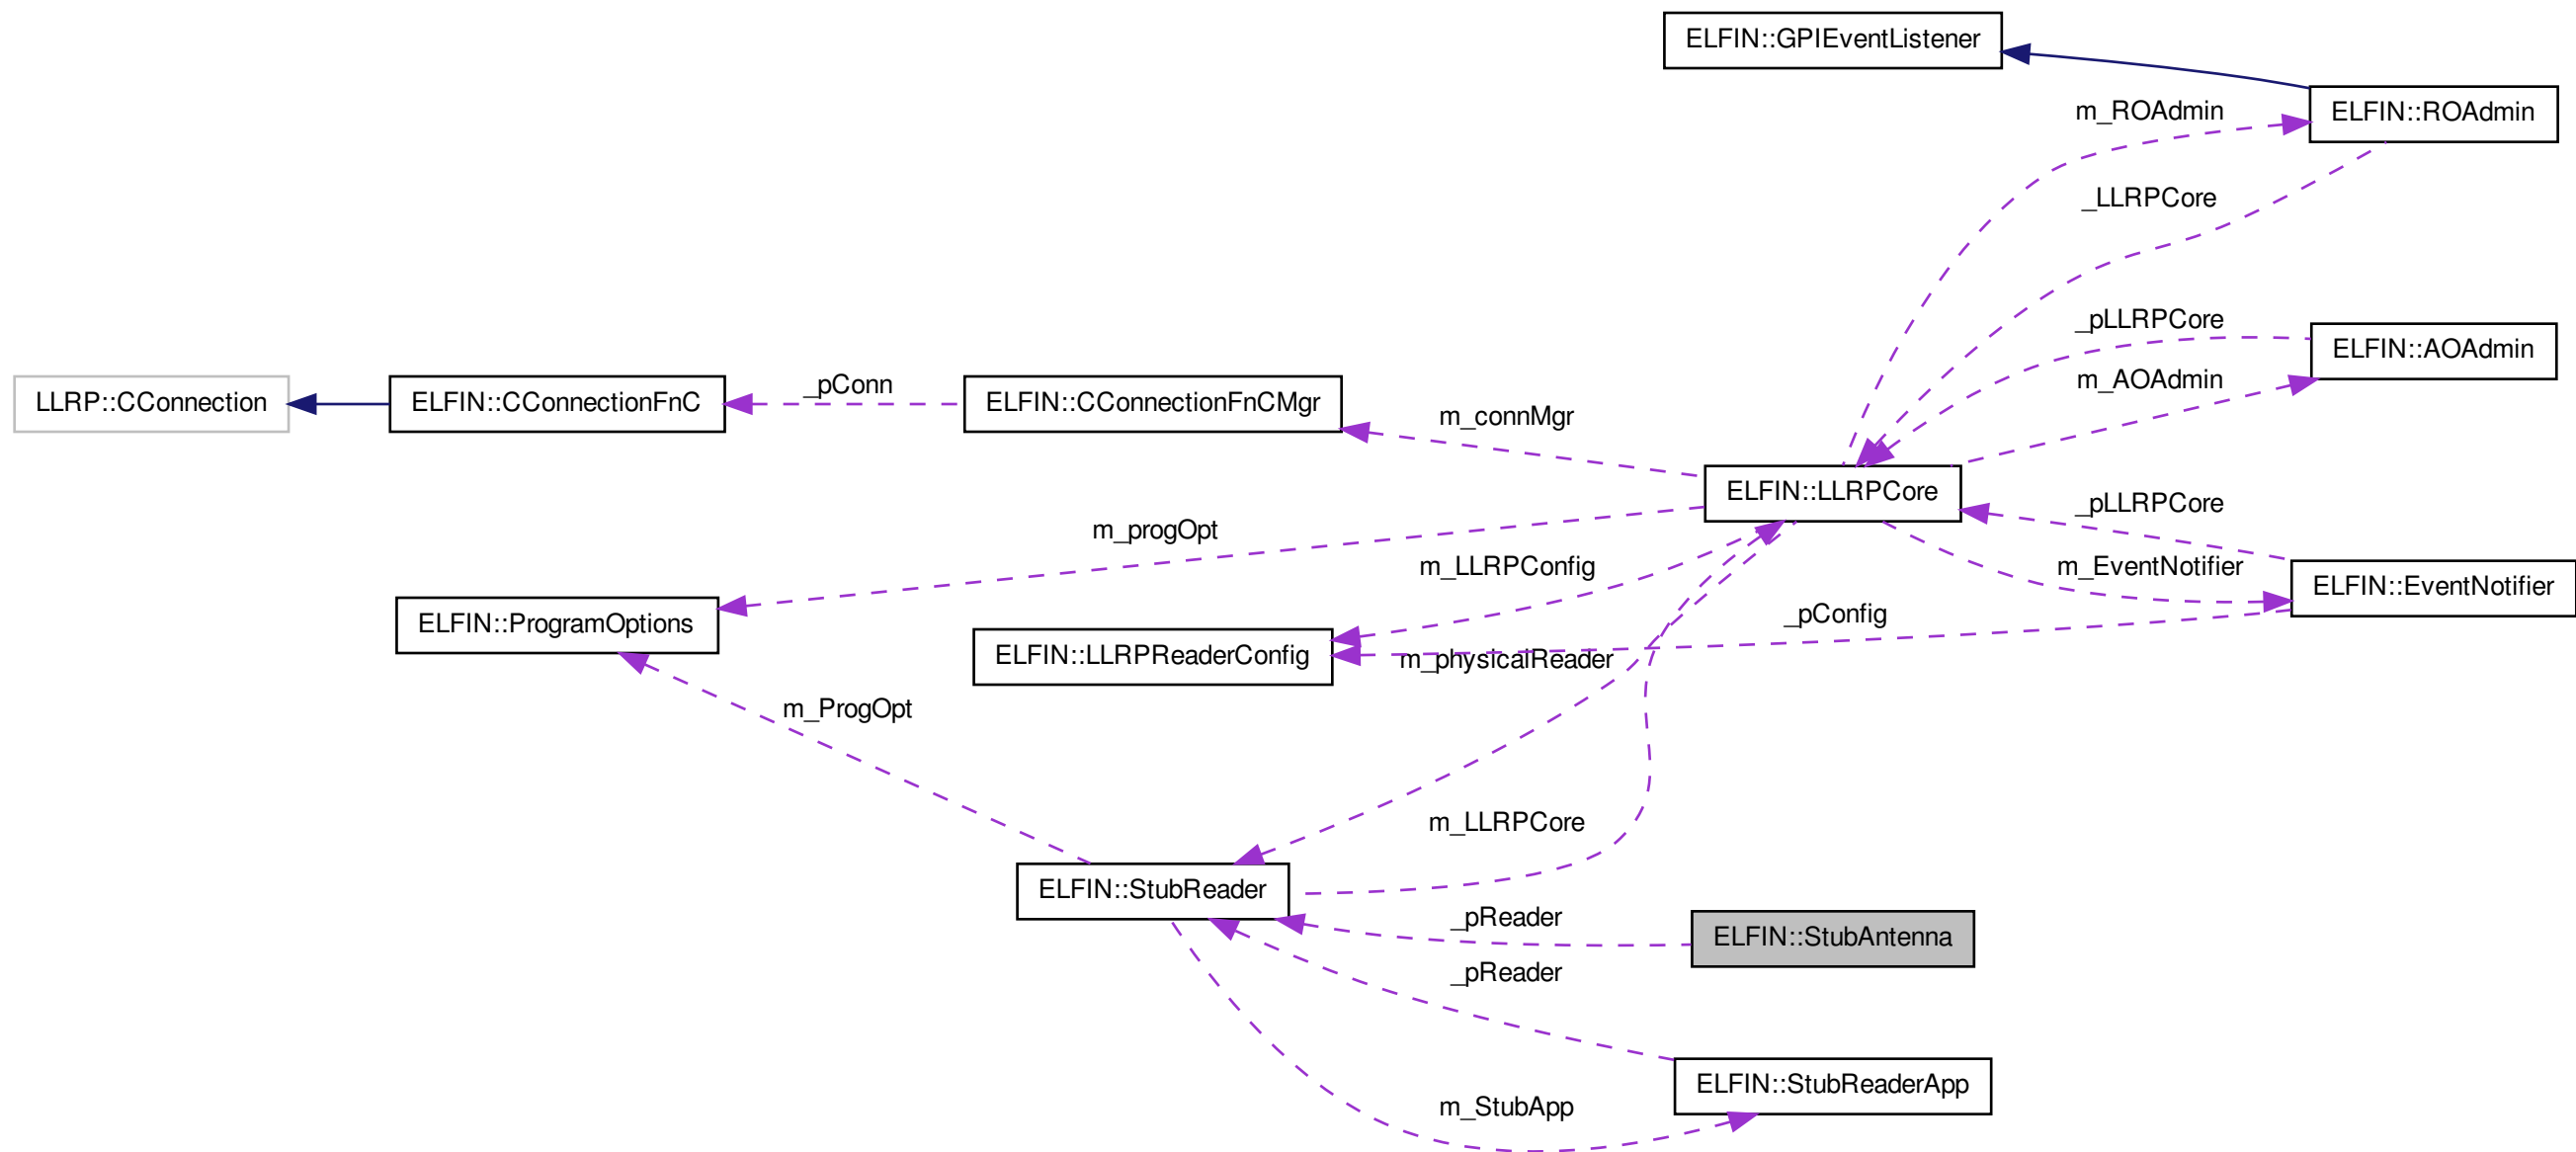 ELFIN::GPIEventListener
m_ROAdmin
ELFIN::ROAdmin
_LLRPCore
_pLLRPCore
ELFIN::AOAdmin
m_AOAdmin
LLRP::CConnection
ELFIN::CConnectionFnC
_pConn
ELFIN::CConnectionFnCMgr
m_connMgr
ELFIN::LLRPCore
_pLLRPCore
m_progOpt
m_LLRPConfig
m_EventNotifier
ELFIN::EventNotifier
ELFIN::ProgramOptions
_pConfig
ELFIN::LLRPReaderConfig
m_physicalReader
m_ProgOpt
m_LLRPCore
ELFIN::StubReader
_pReader
ELFIN::StubAntenna
_pReader
ELFIN::StubReaderApp
m_StubApp